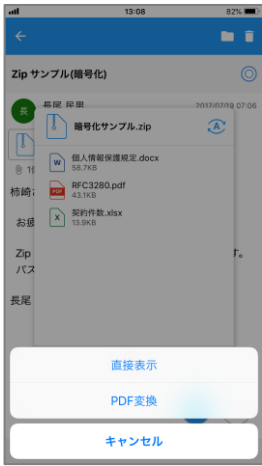 13:08
82%
Zip サンプル(暗号化)
長
長尾 民男
2017/07/19 07:06
暗号化サンプル.zip
A
W
個人情報保護規定.docx
58.7KB
PDF
RFC3280.pdf
43.1KB
X
契約件数.xlsx
13.9KB
柿崎
お疲
Zip
す。
パス
長尾
直接表示
PDF変換
キャンセル